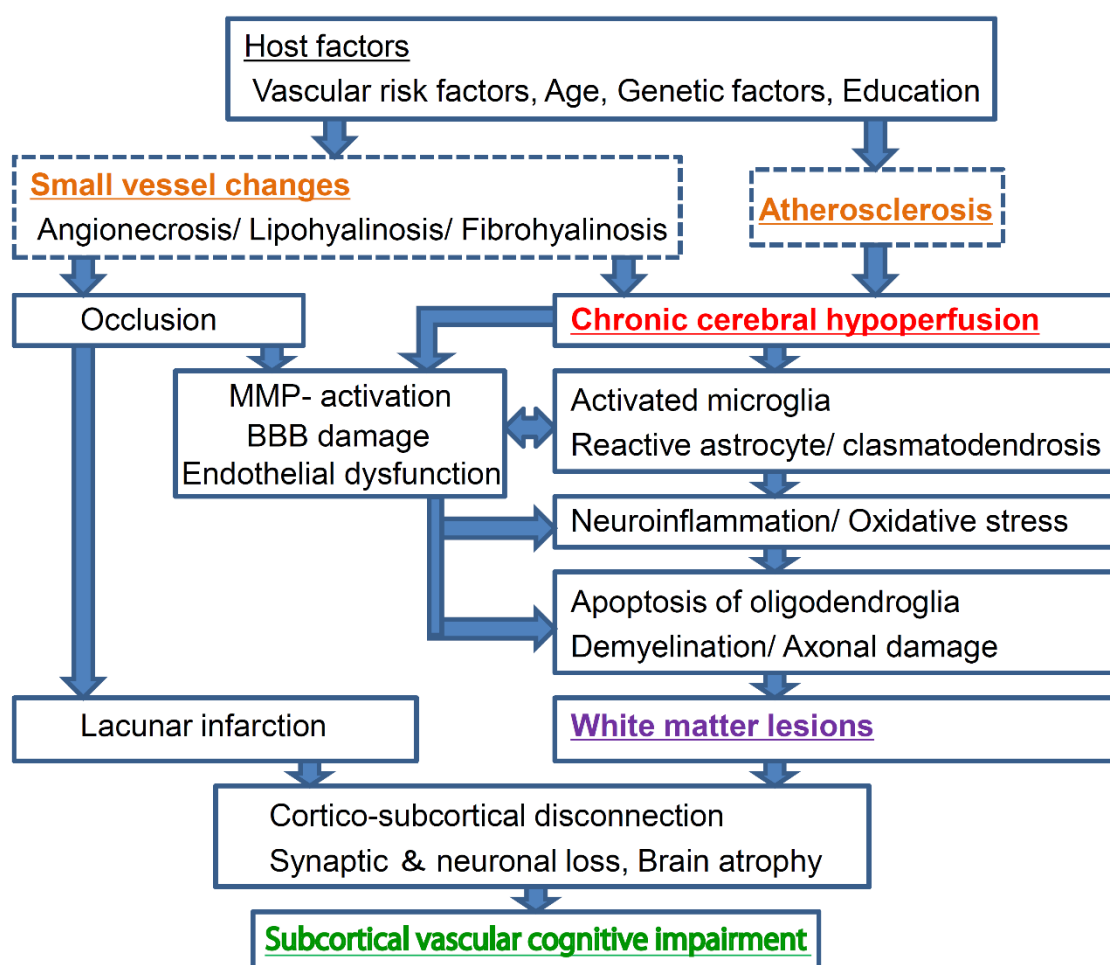 Host factors
Vascular risk factors, Age, Genetic factors, Education
Small vessel changes
Angionecrosis/ Lipohyalinosis/ Fibrohyalinosis
Atherosclerosis
Occlusion
Chronic cerebral hypoperfusion
MMP- activation
BBB damage
Endothelial dysfunction
Activated microglia
Reactive astrocyte/ clasmatodendrosis
Neuroinflammation/ Oxidative stress
Apoptosis of oligodendroglia
Demyelination/ Axonal damage
Lacunar infarction
White matter lesions
Cortico-subcortical disconnection
Synaptic & neuronal loss, Brain atrophy
Subcortical vascular cognitive impairment